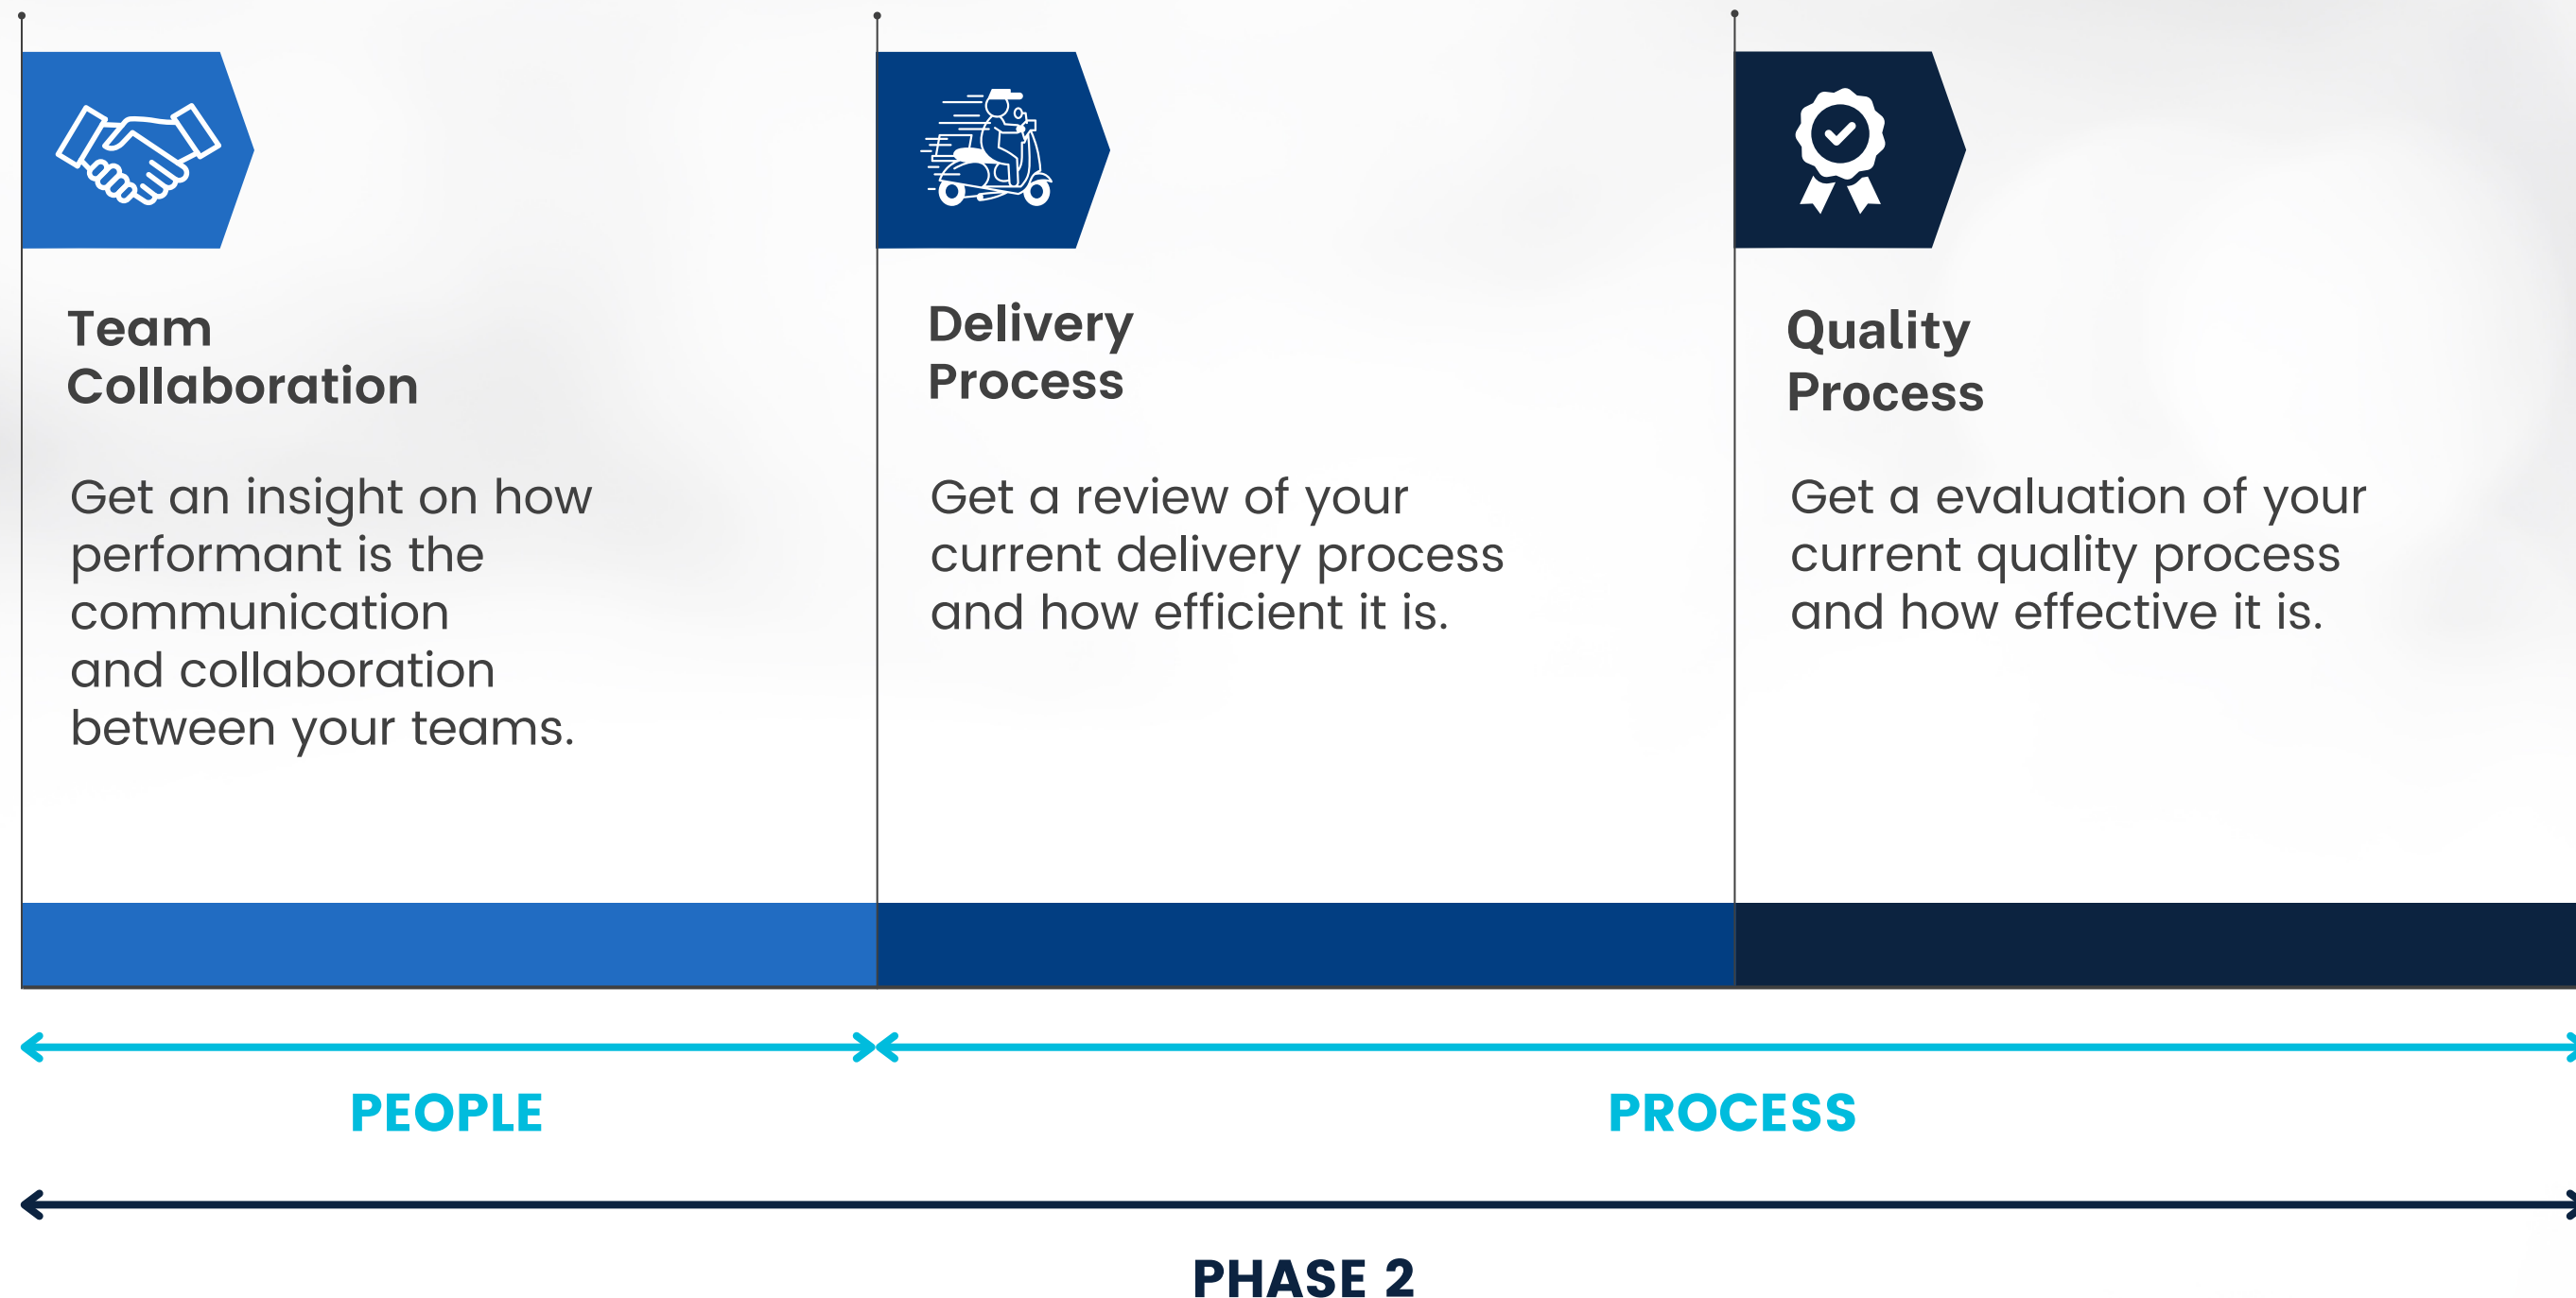 Team
Collaboration
Get an insight on how
performant is the
communication
and collaboration
between your teams.
Delivery
Process
Get a review of your
current delivery process
and how efficient it is.
Quality
Process
Get a evaluation of your
current quality process
and how effective it is.
PEOPLE
PROCESS
PHASE 2